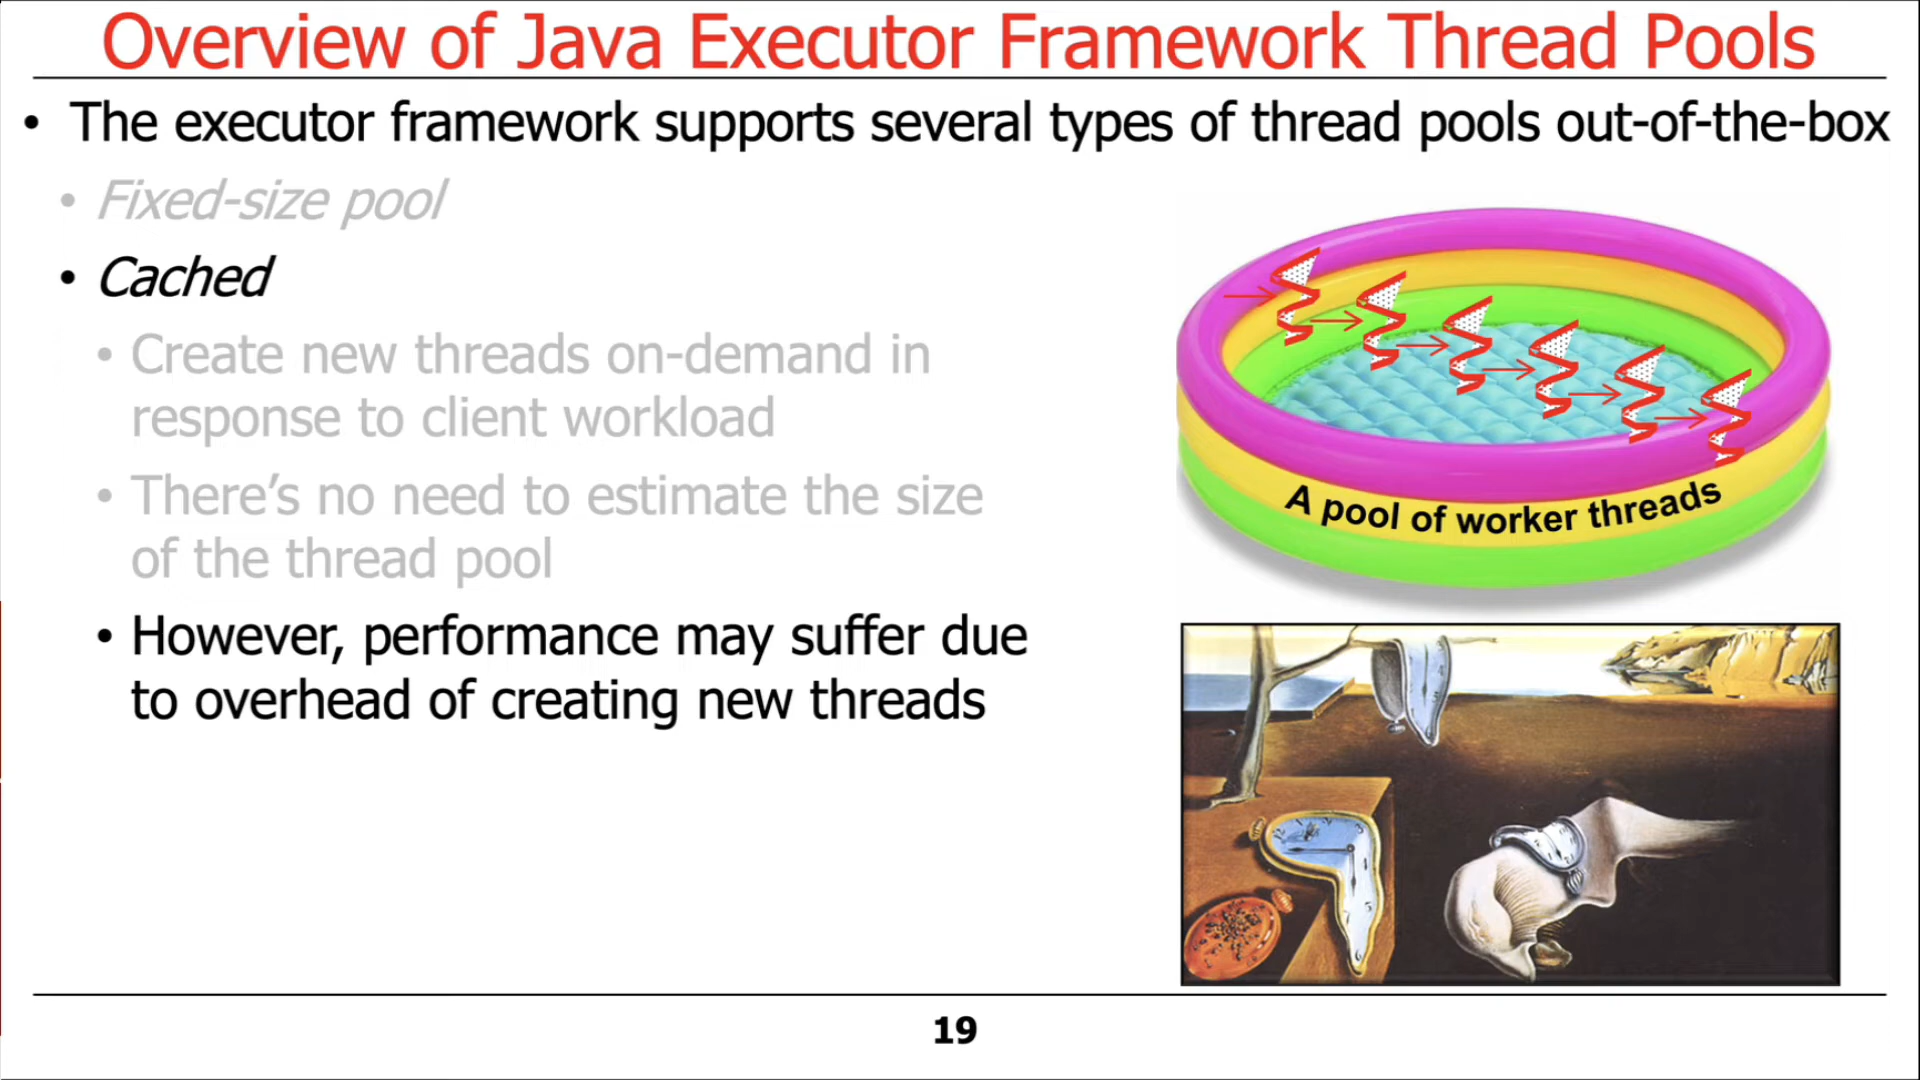 Overview of Java Executor Framework Thread Pools
• The executor framework supports several types of thread pools out-of-the-box
• Fixed-size pool
• Cached
• Create new threads on-demand in
response to client workload
• There’s no need to estimate the size
of the thread pool
• However, performance may suffer due
to overhead of creating new threads
A pool of worker threads
19